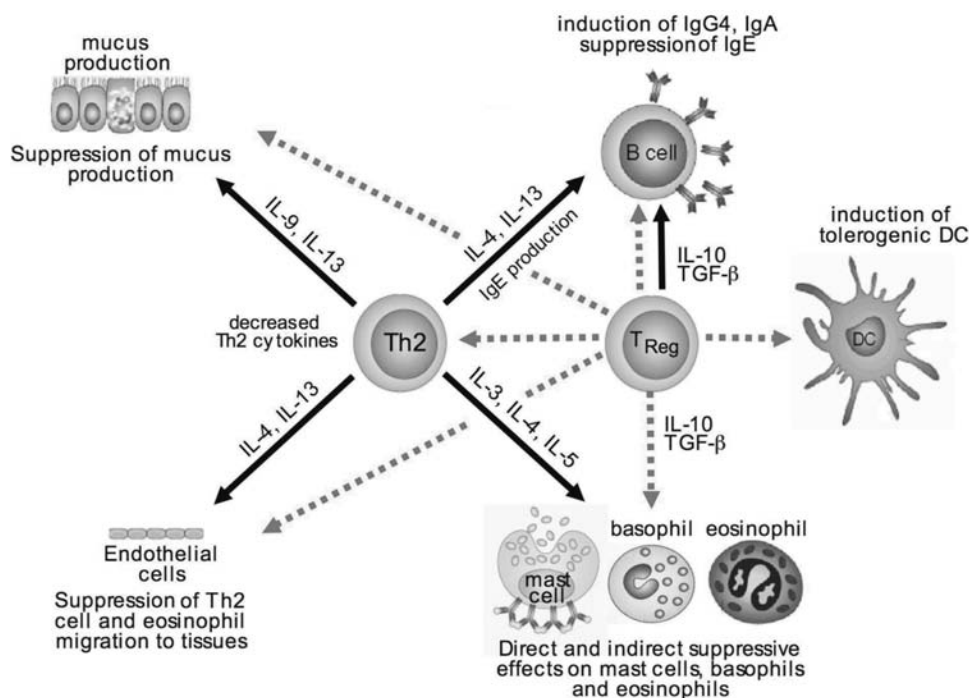 induction of IgG4, IgA
suppression of IgE
mucus
production
B cell
Suppression of mucus
production
induction of
tolerogenic DC
IL-9, IL-13
IL-4, IL-13
IgE production
IL-10
TGF-β
decreased
Th2 cytokines
Th2
TReg
DC
IL-4, IL-13
IL-3, IL-4, IL-5
IL-10
TGF-β
basophil
eosinophil
mast
cell
Endothelial
cells
Suppression of Th2
cell and eosinophil
migration to tissues
Direct and indirect suppressive
effects on mast cells, basophils
and eosinophils